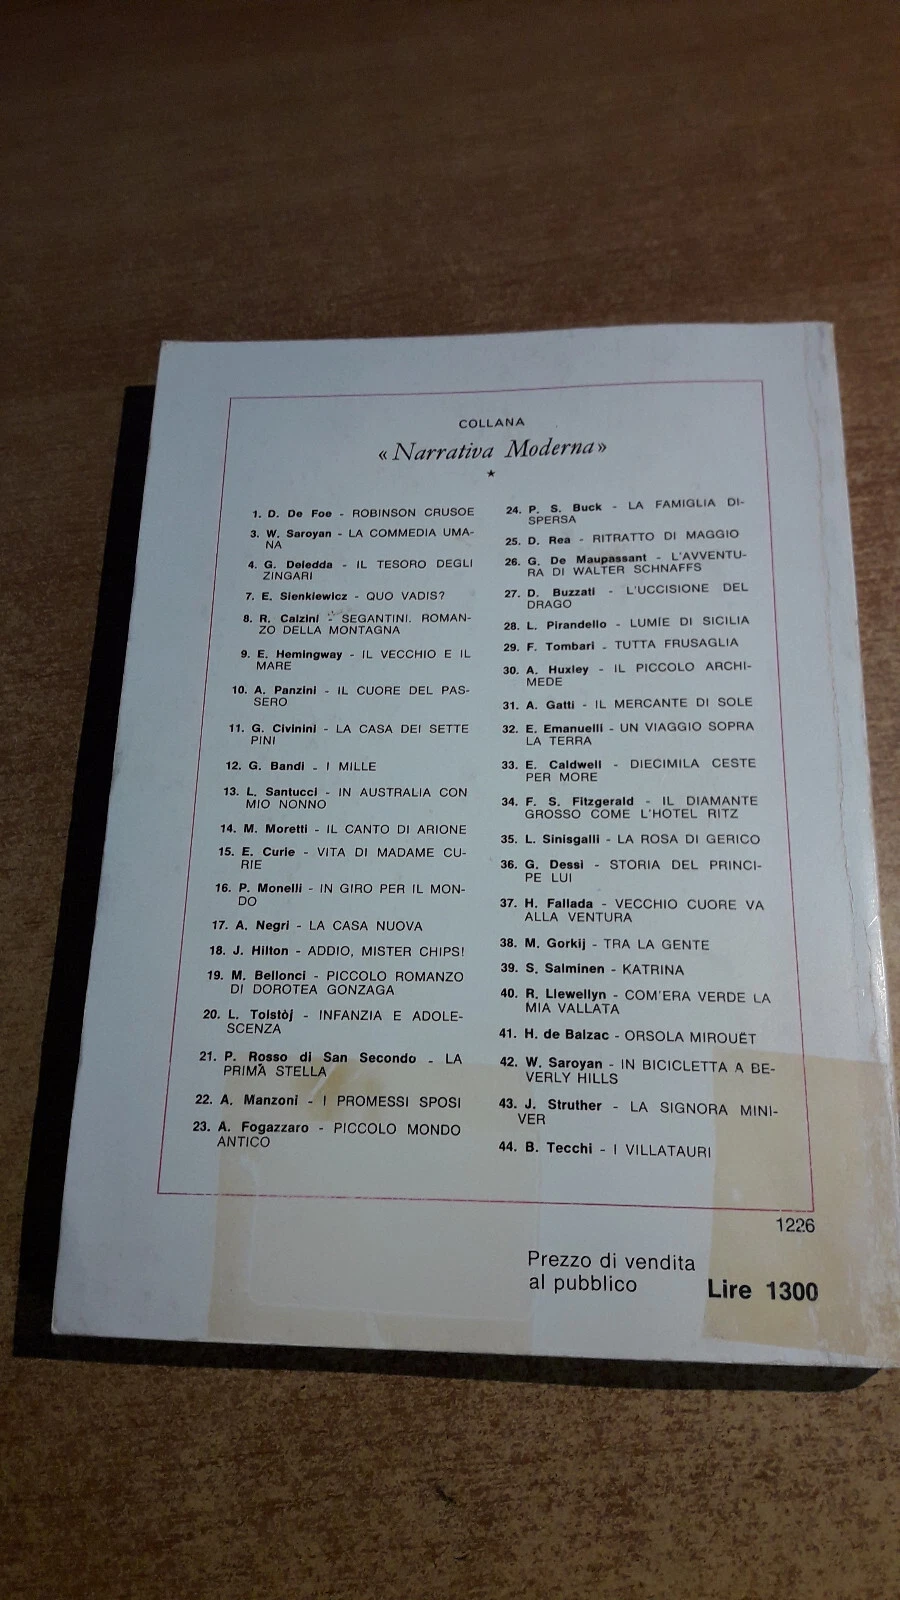 COLLANA
« Narrativa Moderna »
★
1. D. De Foe - ROBINSON CRUSOE
3. W. Saroyan - LA COMMEDIA UMA-
NA
4. G. Deledda - IL TESORO DEGLI
ZINGARI
7. E. Sienkiewicz - QUO VADIS?
8. R. Calzini - SEGANTINI. ROMAN-
ZO DELLA MONTAGNA
9. E. Hemingway - IL VECCHIO E IL
MARE
10. A. Panzini - IL CUORE DEL PAS-
SERO
11. G. Civinini - LA CASA DEI SETTE
PINI
12. G. Bandi - I MILLE
13. L. Santucci - IN AUSTRALIA CON
MIO NONNO
14. M. Moretti - IL CANTO DI ARIONE
15. E. Curie - VITA DI MADAME CU-
RIE
16. P. Monelli - IN GIRO PER IL MON-
DO
17. A. Negri - LA CASA NUOVA
18. J. Hilton - ADDIO, MISTER CHIPS!
19. M. Bellonci - PICCOLO ROMANZO
DI DOROTEA GONZAGA
20. L. Tolstòj - INFANZIA E ADOLE-
SCENZA
21. P. Rosso di San Secondo - LA
PRIMA STELLA
22. A. Manzoni - I PROMESSI SPOSI
23. A. Fogazzaro - PICCOLO MONDO
ANTICO
24. P. S. Buck - LA FAMIGLIA DI-
SPERSA
25. D. Rea - RITRATTO DI MAGGIO
26. G. De Maupassant - L'AVVENTU-
RA DI WALTER SCHNAFFS
27. D. Buzzati - L'UCCISIONE DEL
DRAGO
28. L. Pirandello - LUMÍE DI SICILIA
29. F. Tombari - TUTTA FRUSAGLIA
30. A. Huxley - IL PICCOLO ARCHI-
MEDE
31. A. Gatti - IL MERCANTE DI SOLE
32. E. Emanuelli - UN VIAGGIO SOPRA
LA TERRA
33. E. Caldwell - DIECIMILA CESTE
PER MORE
34. F. S. Fitzgerald - IL DIAMANTE
GROSSO COME L'HOTEL RITZ
35. L. Sinisgalli - LA ROSA DI GERICO
36. G. Dessì - STORIA DEL PRINCI-
PE LUI
37. H. Fallada - VECCHIO CUORE VA
ALLA VENTURA
38. M. Gorkij - TRA LA GENTE
39. S. Salminen - KATRINA
40. R. Llewellyn - COM'ERA VERDE LA
MIA VALLATA
41. H. de Balzac - ORSOLA MIROUËT
42. W. Saroyan - IN BICICLETTA A BE-
VERLY HILLS
43. J. Struther - LA SIGNORA MINI-
VER
44. B. Tecchi - I VILLATAURI
1226
Prezzo di vendita
al pubblico
Lire 1300